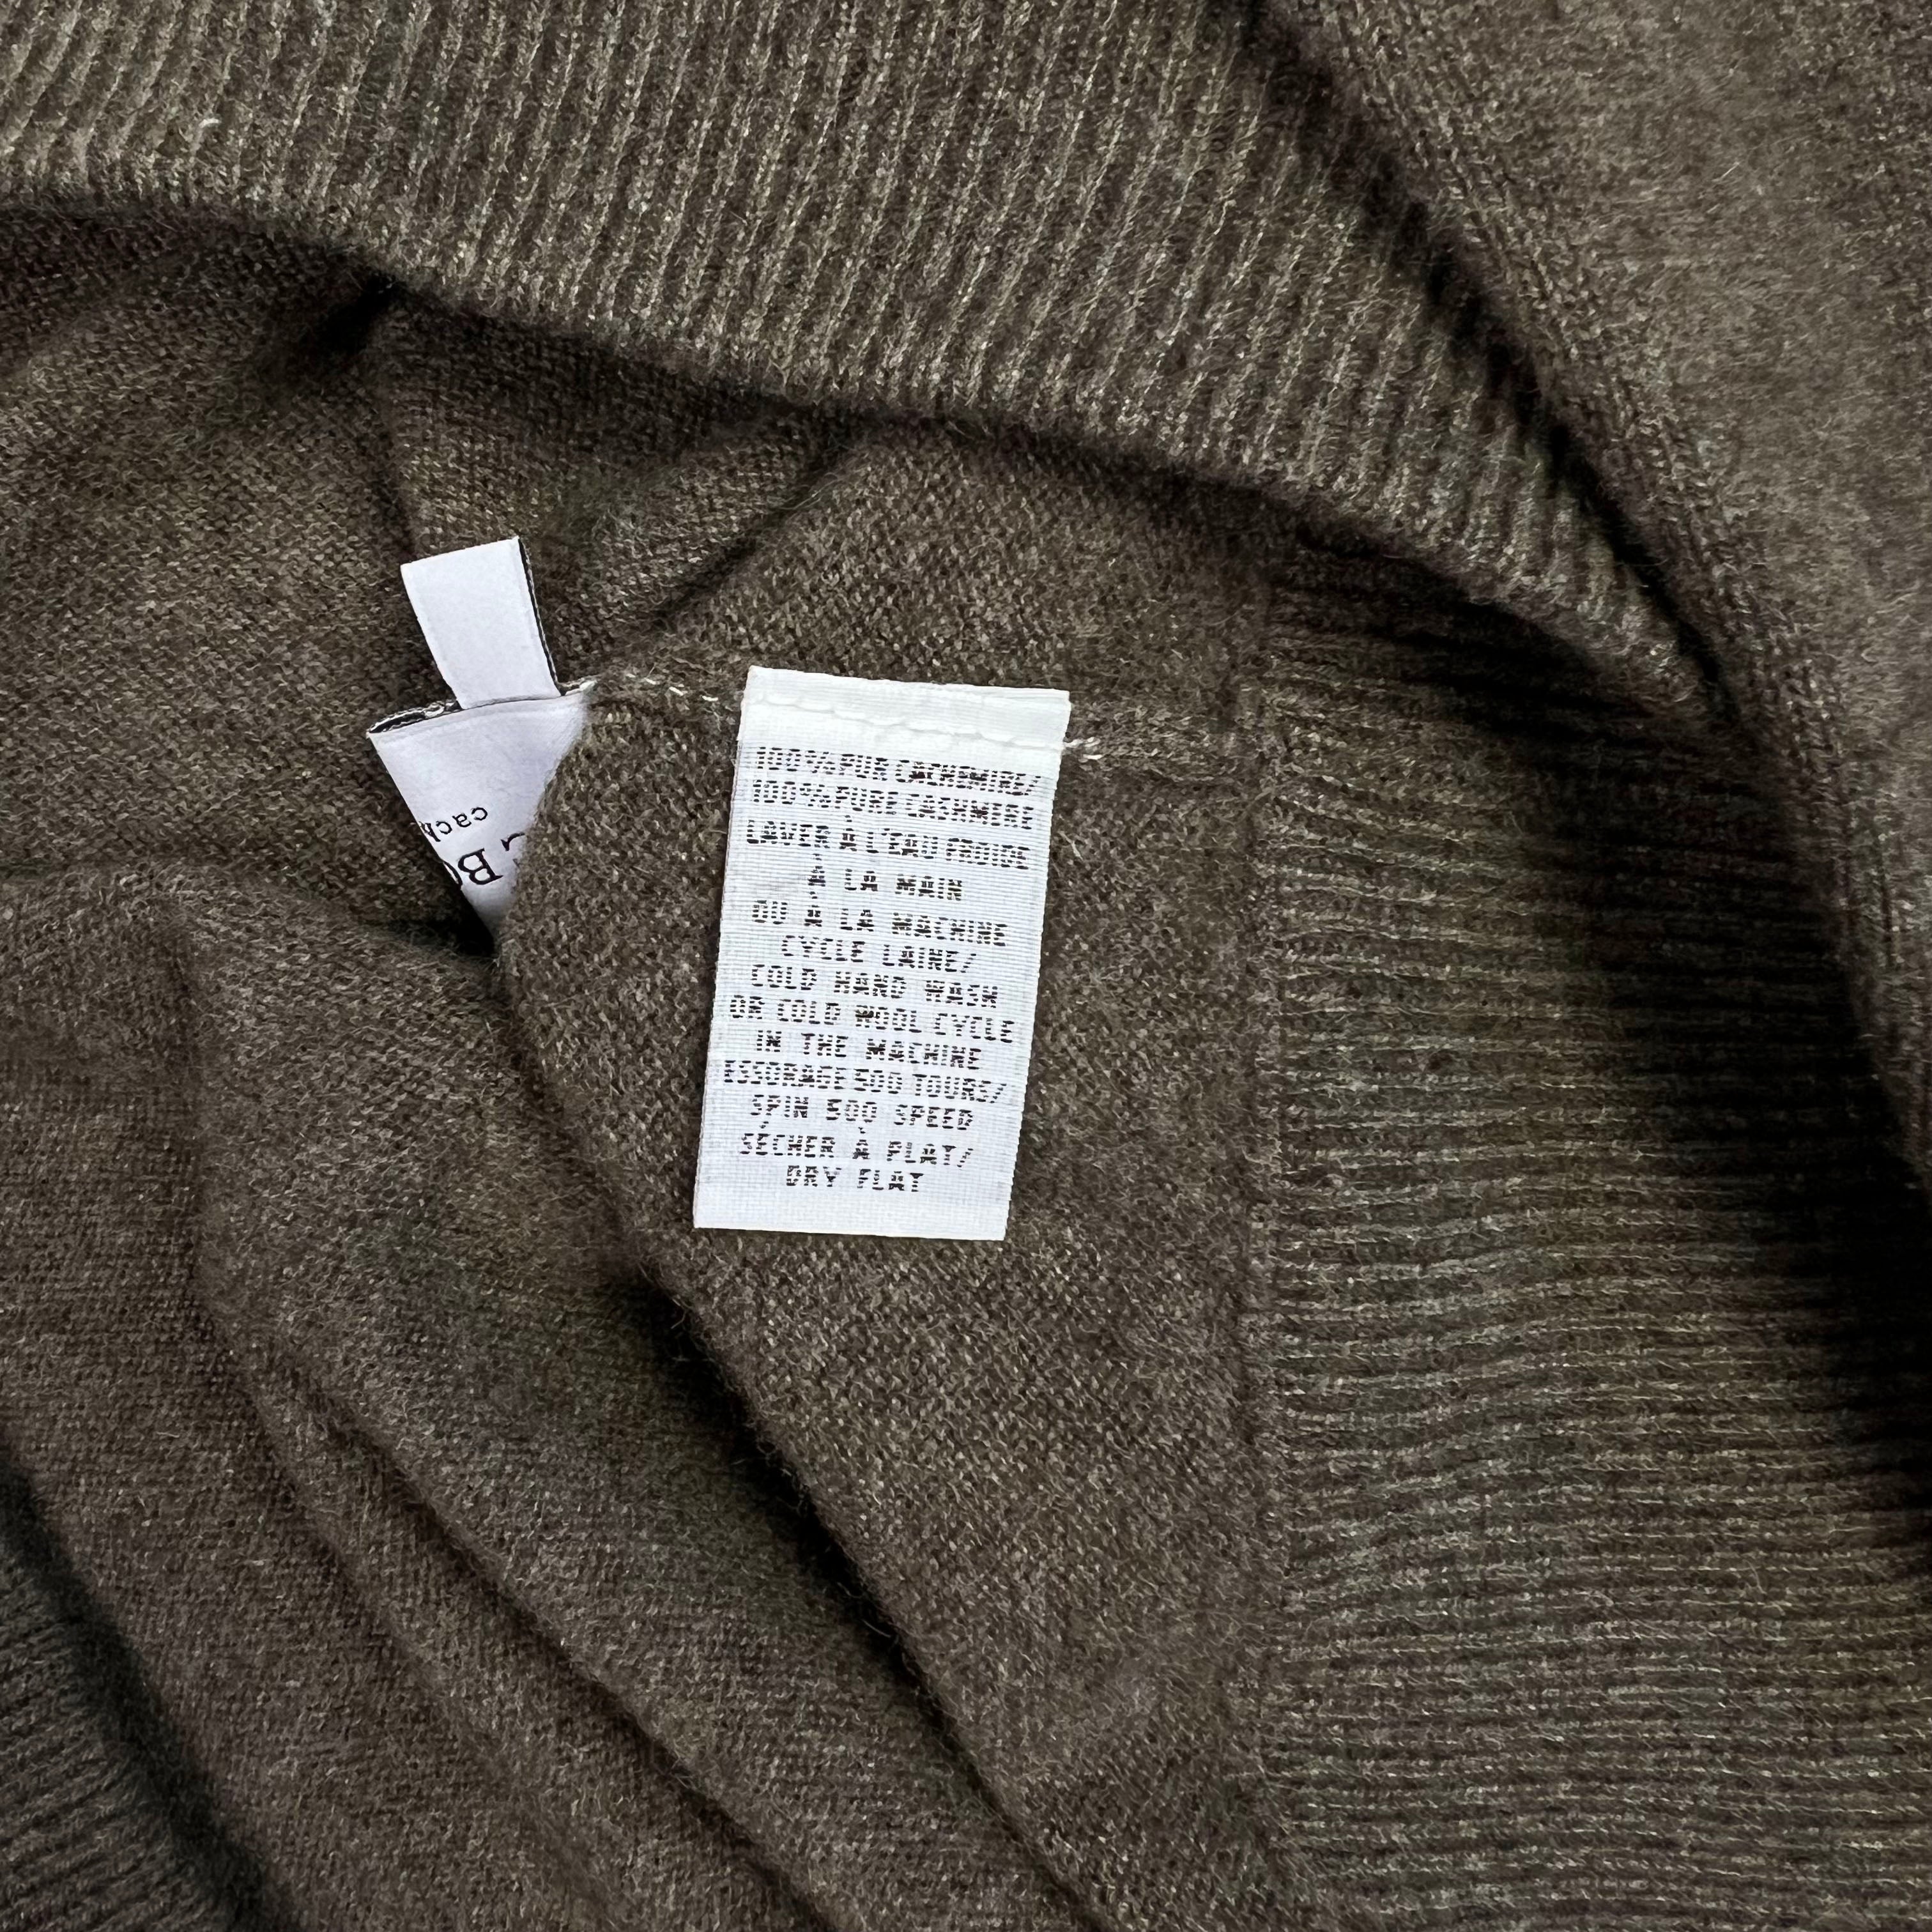 100% PUR CACHEMIRE/
100% PURE CASHMERE
LAVER À L'EAU FROIDE
À LA MAIN
OU À LA MACHINE
CYCLE LAINE/
COLD HAND WASH
OR COLD WOOL CYCLE
IN THE MACHINE
ESSORAGE 500 TOURS/
SPIN 500 SPEED
SÉCHER À PLAT/
DRY FLAT